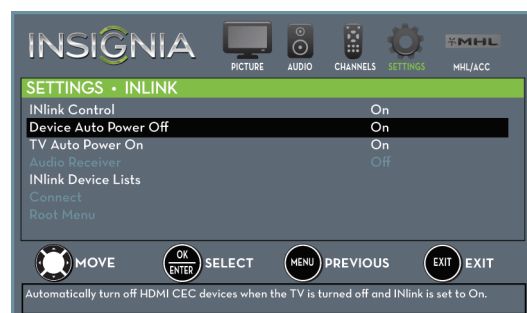 INSIGNIA
PICTURE AUDIO CHANNELS SETTINGS MHL MHL/ACC
SETTINGS • INLINK
INlink Control On
Device Auto Power Off On
TV Auto Power On On
Audio Receiver Off
INlink Device Lists
Connect
Root Menu
MOVE OK ENTER SELECT MENU PREVIOUS EXIT EXIT
Automatically turn off HDMI CEC devices when the TV is turned off and INlink is set to On.